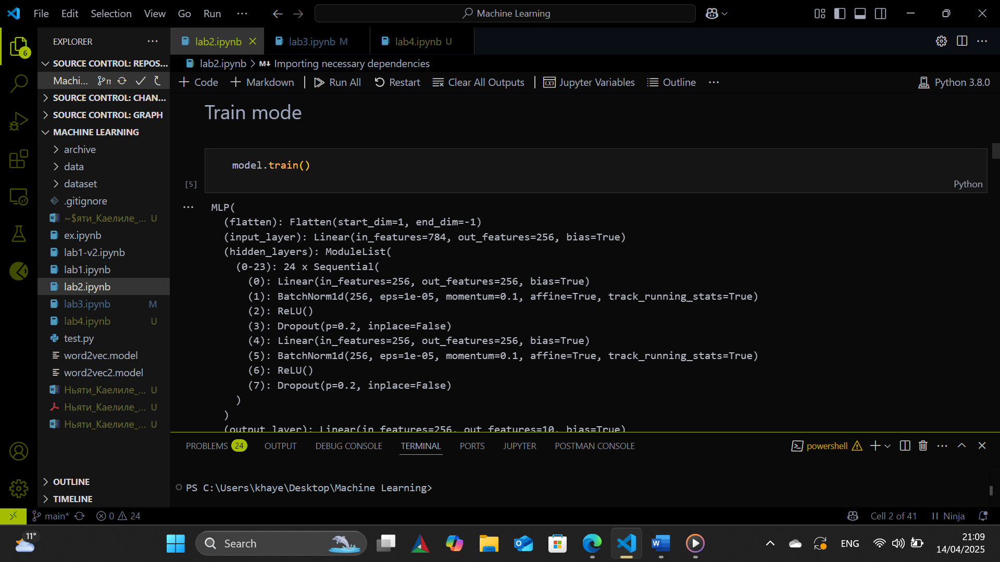 File Edit Selection View Go Run ··· Machine Learning
EXPLORER ···
lab2.ipynb lab3.ipynb M lab4.ipynb U
6
SOURCE CONTROL: REPOS...
lab2.ipynb > M↓ Importing necessary dependencies
Machi...
+ Code + Markdown | Run All Restart Clear All Outputs | Jupyter Variables Outline ··· Python 3.8.0
SOURCE CONTROL: CHAN...
SOURCE CONTROL: GRAPH
MACHINE LEARNING
archive
data
dataset
.gitignore
~$яти_Каелиле_... U
ex.ipynb
lab1-v2.ipynb
lab1.ipynb
lab2.ipynb
lab3.ipynb M
lab4.ipynb U
test.py
word2vec.model
word2vec2.model
Ньяти_Каелиле_... U
Ньяти_Каелиле_... U
Ньяти_Каелиле_... U
OUTLINE
TIMELINE
Train mode
model.train()
[5]
Python
··· MLP(
(flatten): Flatten(start_dim=1, end_dim=-1)
(input_layer): Linear(in_features=784, out_features=256, bias=True)
(hidden_layers): ModuleList(
(0-23): 24 x Sequential(
(0): Linear(in_features=256, out_features=256, bias=True)
(1): BatchNorm1d(256, eps=1e-05, momentum=0.1, affine=True, track_running_stats=True)
(2): ReLU()
(3): Dropout(p=0.2, inplace=False)
(4): Linear(in_features=256, out_features=256, bias=True)
(5): BatchNorm1d(256, eps=1e-05, momentum=0.1, affine=True, track_running_stats=True)
(6): ReLU()
(7): Dropout(p=0.2, inplace=False)
)
)
(output_layer): Linear(in_features=256, out_features=10, bias=True)
PROBLEMS 24 OUTPUT DEBUG CONSOLE TERMINAL PORTS JUPYTER POSTMAN CONSOLE powershell
PS C:\Users\khaye\Desktop\Machine Learning>
main* 0 24 Cell 2 of 41 Ninja
11° Search ENG 21:09
14/04/2025